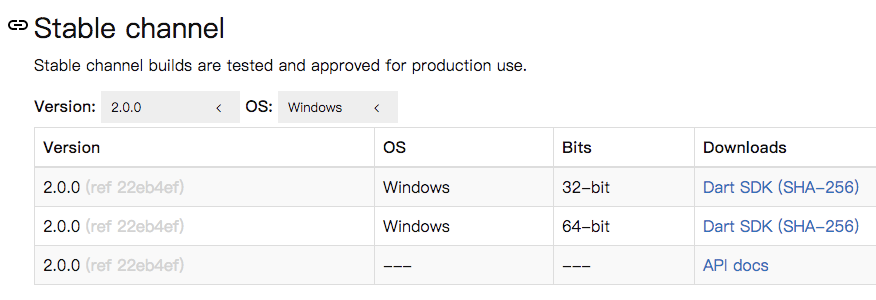 Stable channel
Stable channel builds are tested and approved for production use.
Version: 2.0.0 < OS: Windows <
Version OS Bits Downloads
2.0.0 (ref 22eb4ef) Windows 32-bit Dart SDK (SHA-256)
2.0.0 (ref 22eb4ef) Windows 64-bit Dart SDK (SHA-256)
2.0.0 (ref 22eb4ef) --- --- API docs